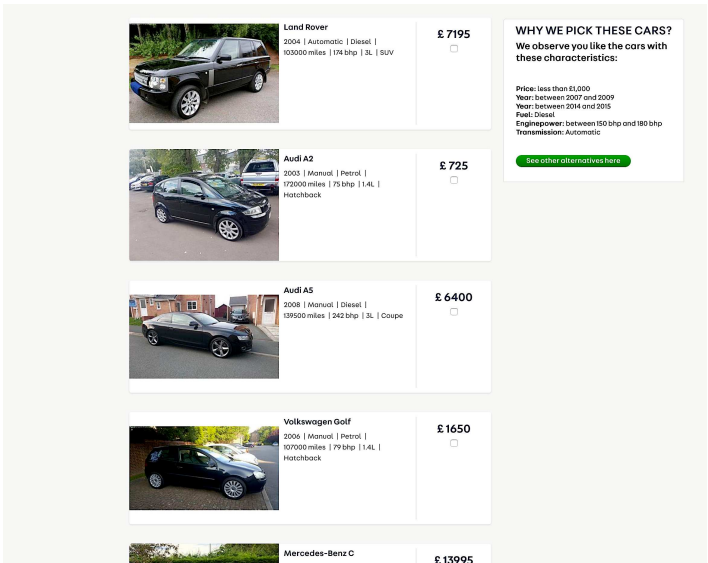 Land Rover
2004 | Automatic | Diesel |
103000 miles | 174 bhp | 3L | SUV
£ 7195
Audi A2
2003 | Manual | Petrol |
172000 miles | 75 bhp | 1.4L |
Hatchback
£ 725
Audi A5
2008 | Manual | Diesel |
139500 miles | 242 bhp | 3L | Coupe
£ 6400
Volkswagen Golf
2006 | Manual | Petrol |
107000 miles | 79 bhp | 1.4L |
Hatchback
£ 1650
Mercedes-Benz C
£ 13995
WHY WE PICK THESE CARS?
We observe you like the cars with
these characteristics:
Price: less than £1,000
Year: between 2007 and 2009
Year: between 2014 and 2015
Fuel: Diesel
Enginepower: between 150 bhp and 180 bhp
Transmission: Automatic
See other alternatives here